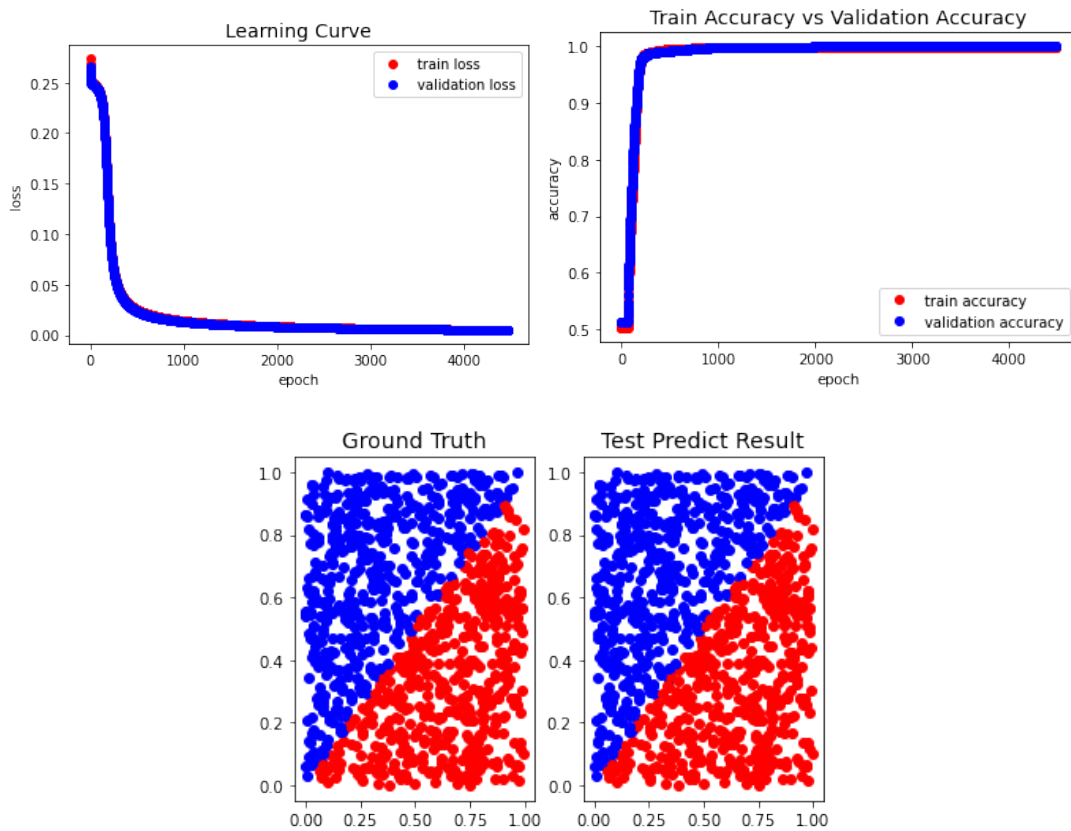 Learning Curve
train loss
validation loss
0.25
0.20
0.15
0.10
0.05
0.00
loss
0 1000 2000 3000 4000
epoch
Train Accuracy vs Validation Accuracy
1.0
0.9
0.8
0.7
0.6
0.5
accuracy
train accuracy
validation accuracy
0 1000 2000 3000 4000
epoch
Ground Truth
1.0
0.8
0.6
0.4
0.2
0.0
0.00 0.25 0.50 0.75 1.00
Test Predict Result
1.0
0.8
0.6
0.4
0.2
0.0
0.00 0.25 0.50 0.75 1.00